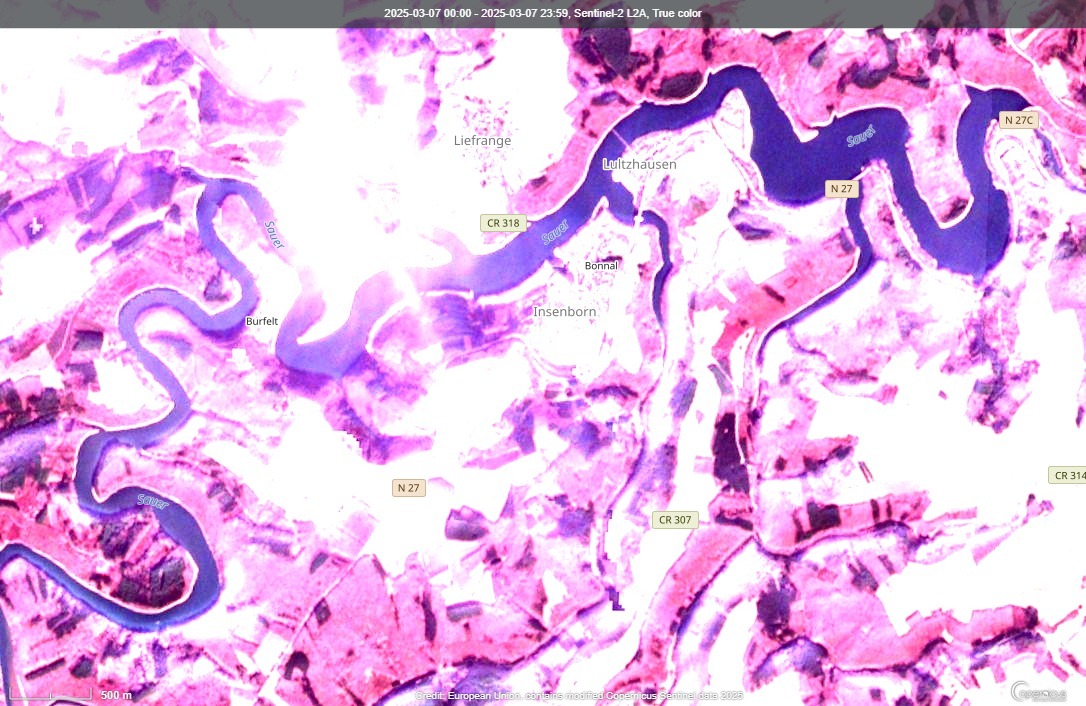 2025-03-07 00:00 - 2025-03-07 23:59, Sentinel-2 L2A, True color
N 27C
Sauer
Liefrange
Lultzhausen
N 27
CR 318
Sauer
Sauer
Bonnal
Insenborn
Burfelt
CR 314
N 27
Sauer
CR 307
500 m
Credit: European Union, contains modified Copernicus Sentinel data 2025
opernicus